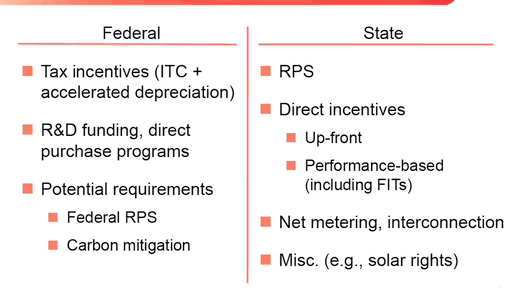 Federal
Tax incentives (ITC +
accelerated depreciation)
R&D funding, direct
purchase programs
Potential requirements
Federal RPS
Carbon mitigation
State
RPS
Direct incentives
Up-front
Performance-based
(including FITs)
Net metering, interconnection
Misc. (e.g., solar rights)